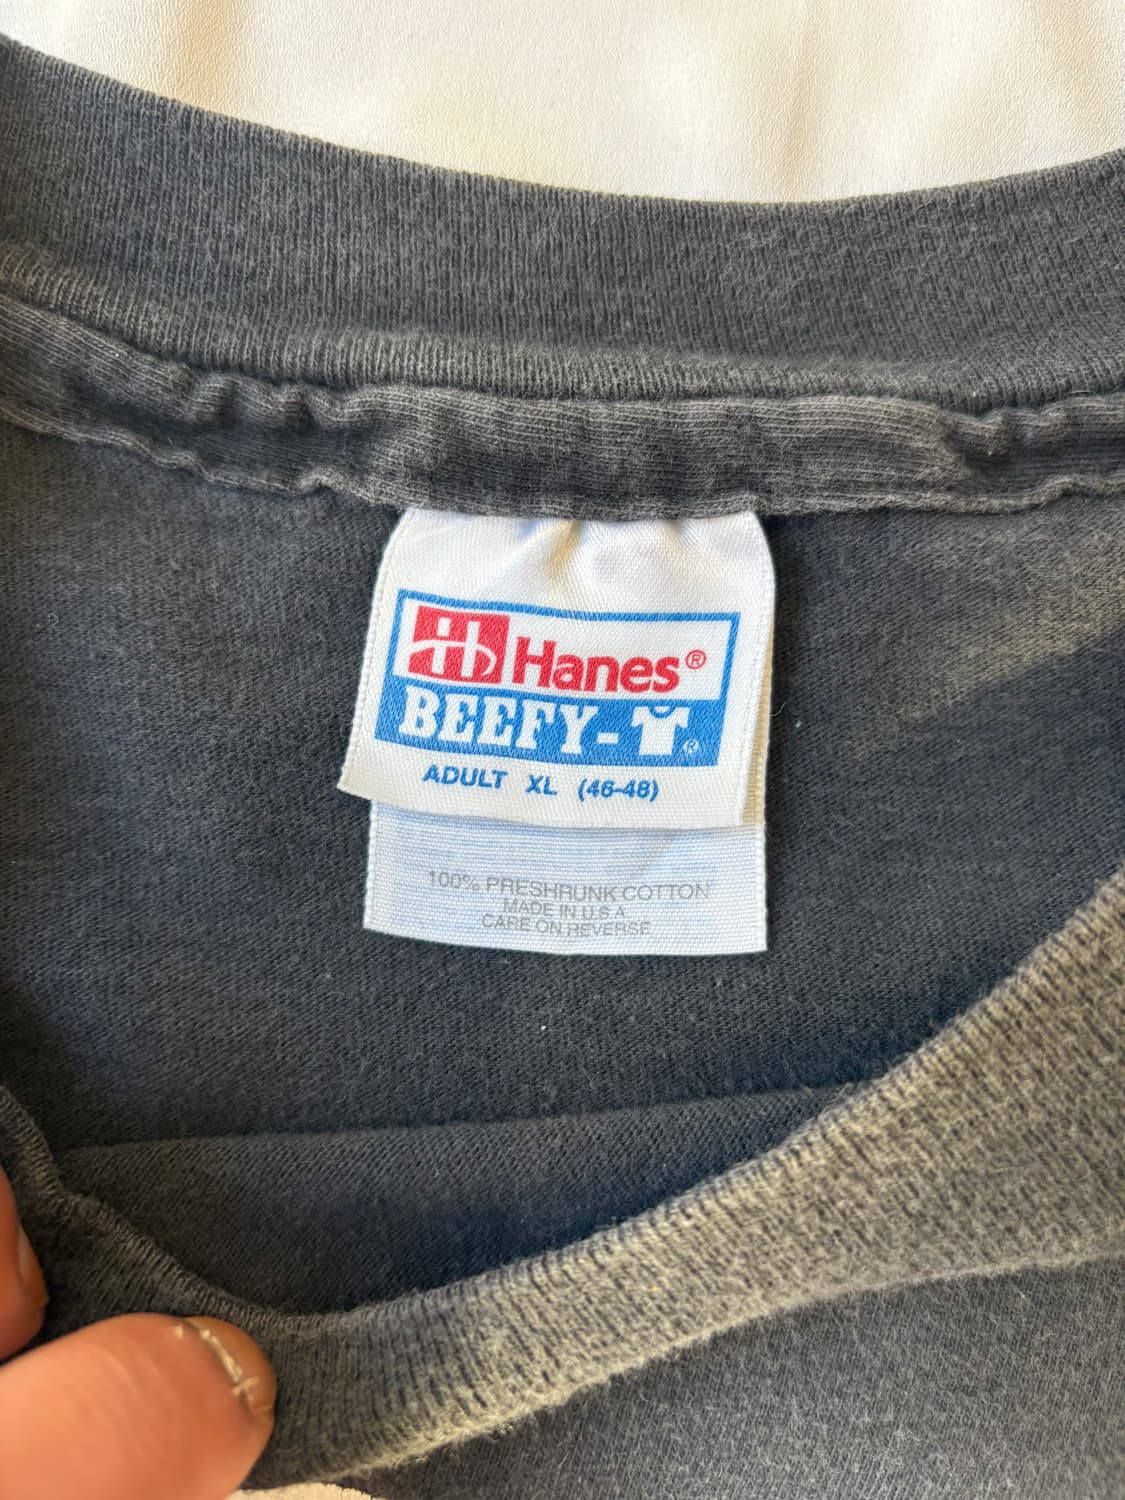 Hanes®
BEEFY-T®
ADULT XL (46-48)
100% PRESHRUNK COTTON
MADE IN U.S.A.
CARE ON REVERSE